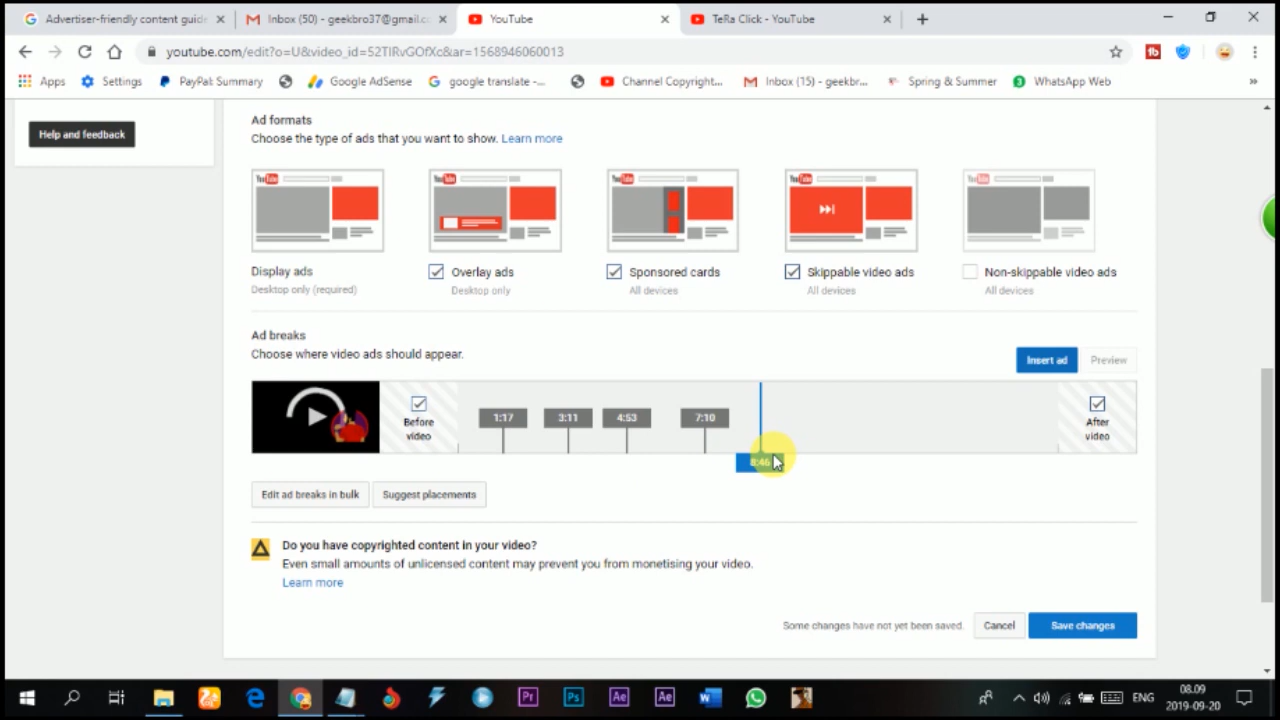 Advertiser-friendly content guide
Inbox (50) - geekbro37@gmail.c
YouTube
TeRa Click - YouTube
youtube.com/edit?o=U&video_id=52TIRvGOfXc&ar=1568946060013
Apps
Settings
PayPak Summary
Google AdSense
google translate -...
Channel Copyright...
Inbox (15) - geekbr...
Spring & Summer
WhatsApp Web
»
Help and feedback
Ad formats
Choose the type of ads that you want to show. Learn more
Display ads
Desktop only (required)
Overlay ads
Desktop only
Sponsored cards
All devices
Skippable video ads
All devices
Non-skippable video ads
All devices
Ad breaks
Choose where video ads should appear.
Insert ad
Preview
Before
video
1:17
3:11
4:53
7:10
8:46
After
video
Edit ad breaks in bulk
Suggest placements
Do you have copyrighted content in your video?
Even small amounts of unlicensed content may prevent you from monetising your video.
Learn more
Some changes have not yet been saved.
Cancel
Save changes
ENG
08.09
2019-09-20